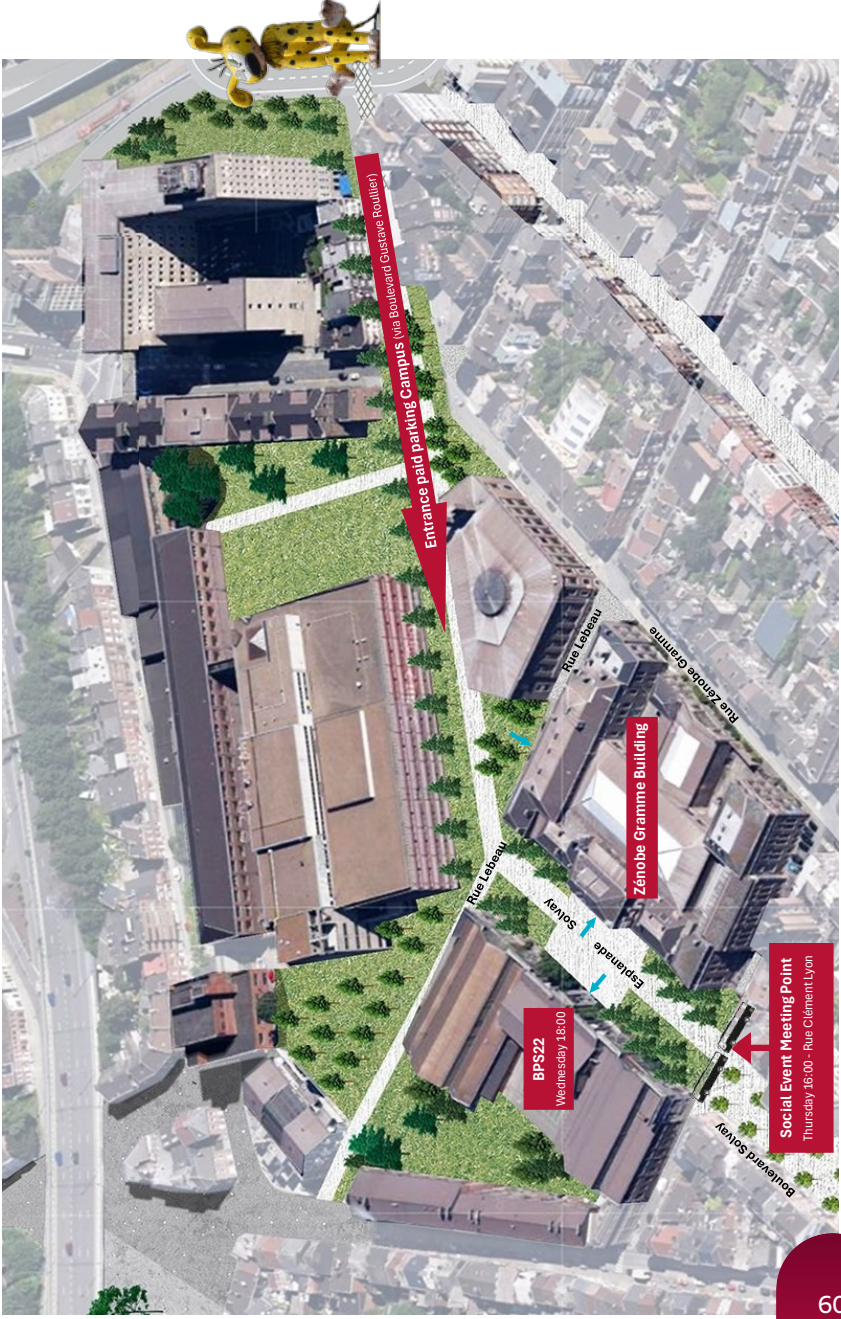 Entrance paid parking Campus (via Boulevard Gustave Roullier)
Rue Lebeau
Rue Zénobe Gramme
Zénobe Gramme Building
Rue Lebeau
Esplanade Solvay
BPS22
Wednesday 18:00
Social Event Meeting Point
Thursday 16:00 - Rue Clément Lyon
Boulevard Solvay
60